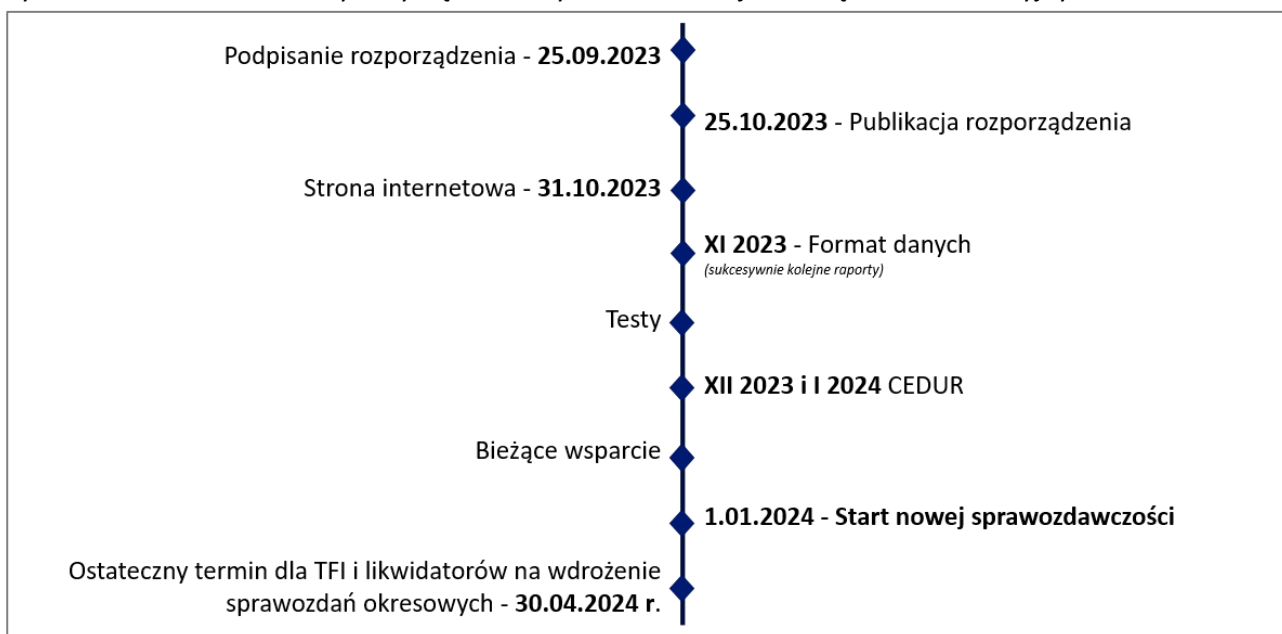 Podpisanie rozporządzenia - 25.09.2023
25.10.2023 - Publikacja rozporządzenia
Strona internetowa - 31.10.2023
XI 2023 - Format danych
(sukcesywnie kolejne raporty)
Testy
XII 2023 i I 2024 CEDUR
Bieżące wsparcie
1.01.2024 - Start nowej sprawozdawczości
Ostateczny termin dla TFI i likwidatorów na wdrożenie
sprawozdań okresowych - 30.04.2024 r.